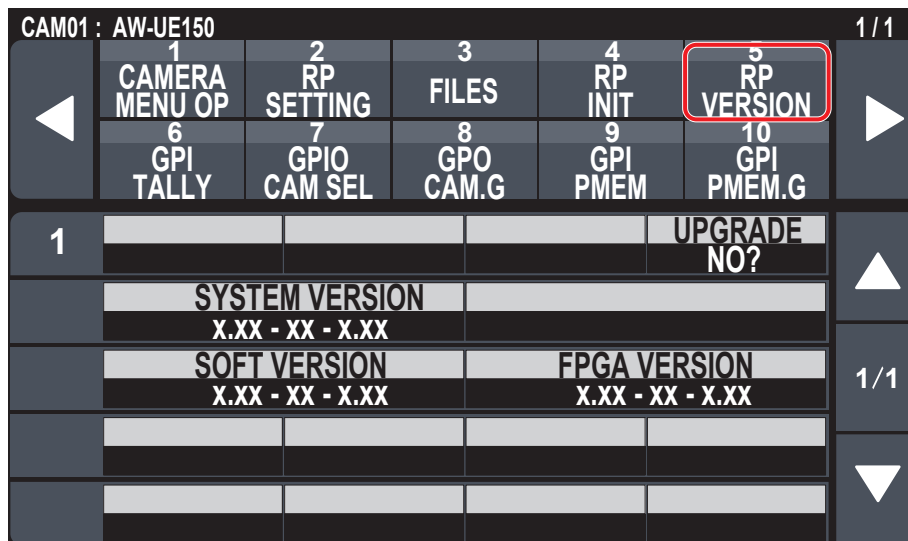 CAM01 : AW-UE150 1 / 1
1 2 3 4 5
CAMERA MENU OP
RP SETTING
FILES
RP INIT
RP VERSION
6 7 8 9 10
GPI TALLY
GPIO CAM SEL
GPO CAM.G
GPI PMEM
GPI PMEM.G
1
UPGRADE
NO?
SYSTEM VERSION
X.XX - XX - X.XX
SOFT VERSION FPGA VERSION
X.XX - XX - X.XX X.XX - XX - X.XX
1/1